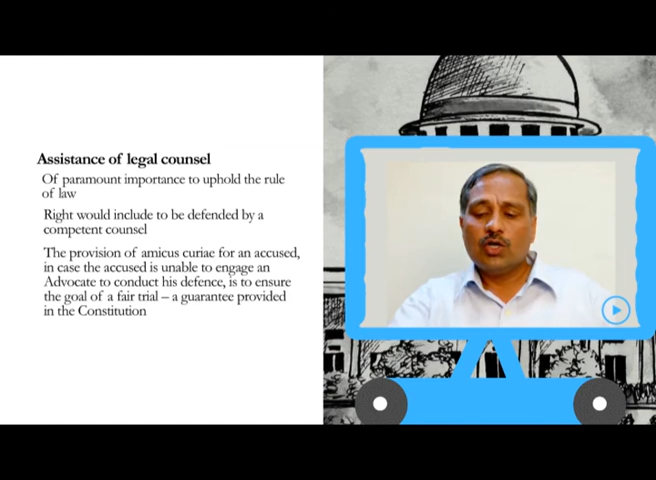 Assistance of legal counsel
Of paramount importance to uphold the rule
of law
Right would include to be defended by a
competent counsel
The provision of amicus curiae for an accused,
in case the accused is unable to engage an
Advocate to conduct his defence, is to ensure
the goal of a fair trial – a guarantee provided
in the Constitution